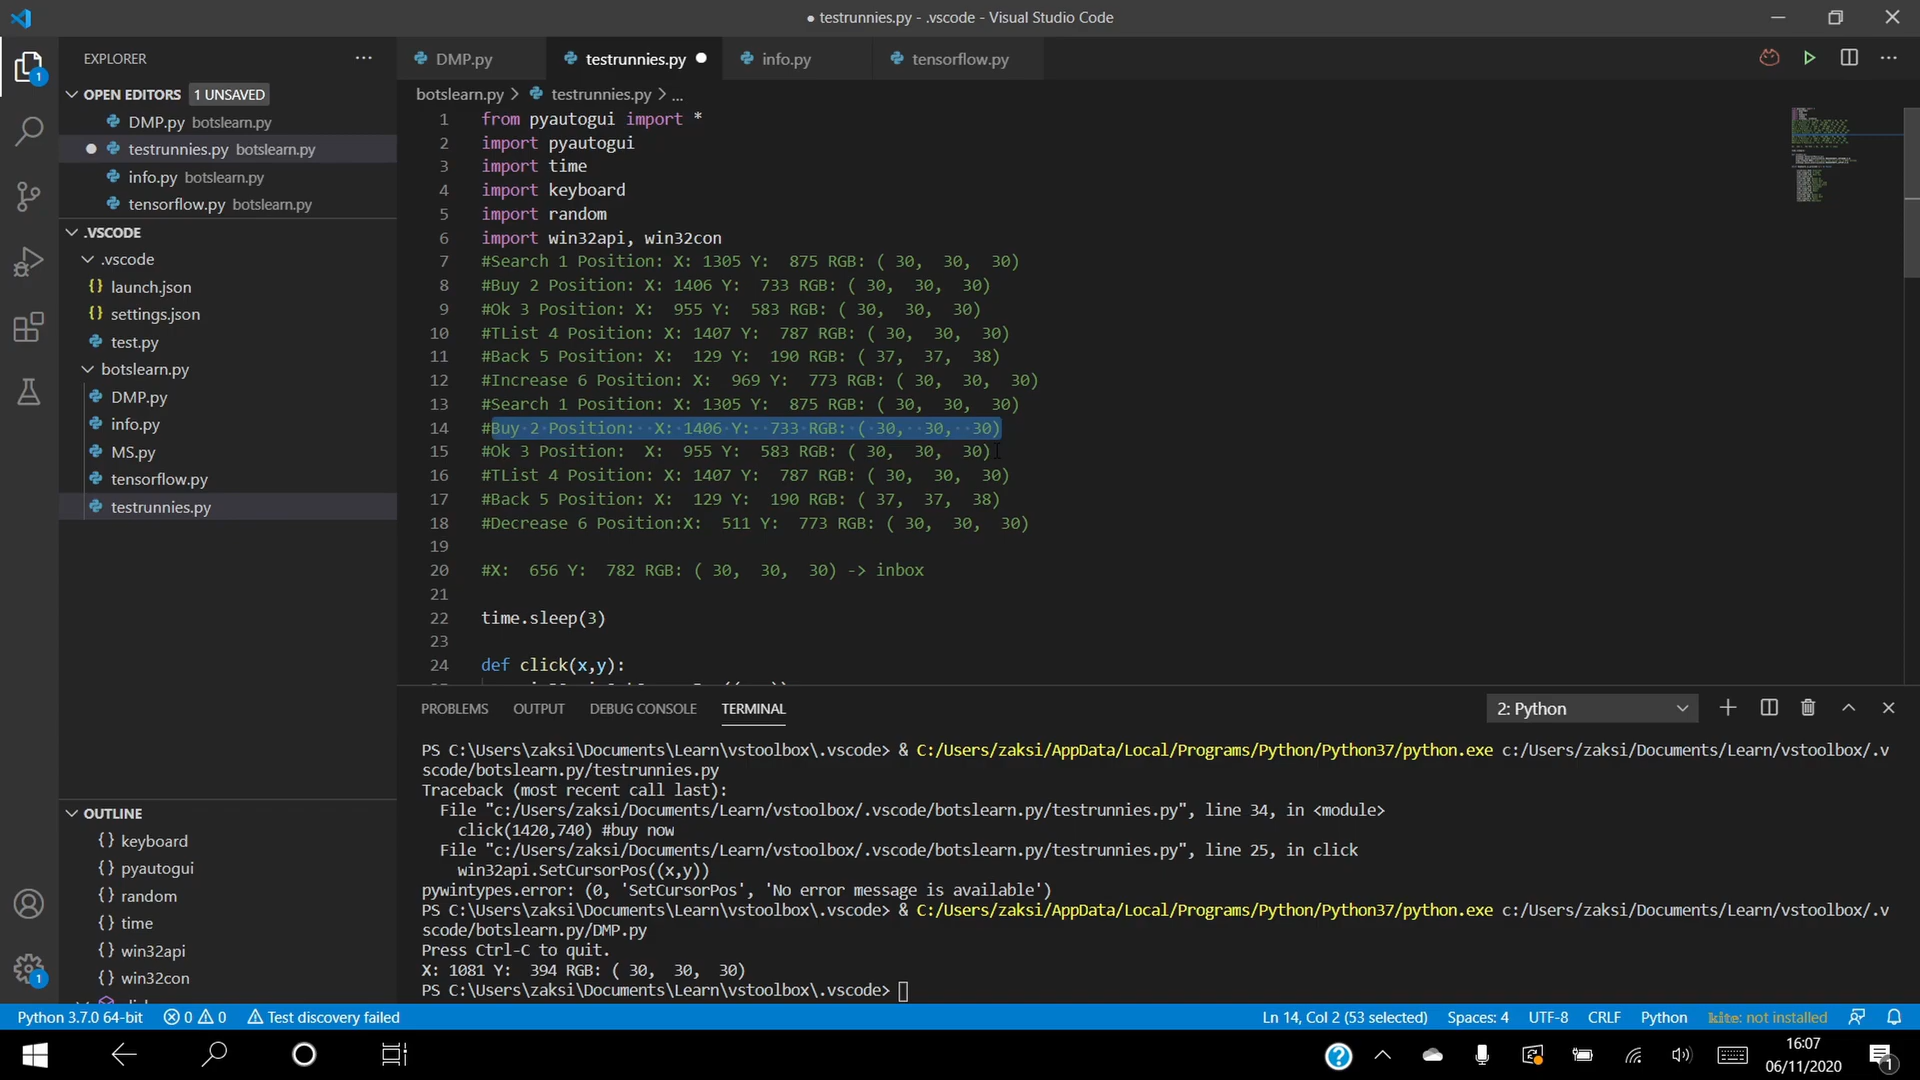 ● testrunnies.py - .vscode - Visual Studio Code
EXPLORER
DMP.py
testrunnies.py
info.py
tensorflow.py
OPEN EDITORS 1 UNSAVED
DMP.py botslearn.py
testrunnies.py botslearn.py
info.py botslearn.py
tensorflow.py botslearn.py
.VSCODE
.vscode
launch.json
settings.json
test.py
botslearn.py
DMP.py
info.py
MS.py
tensorflow.py
testrunnies.py
OUTLINE
keyboard
pyautogui
random
time
win32api
win32con
botslearn.py > testrunnies.py > ...
1 from pyautogui import *
2 import pyautogui
3 import time
4 import keyboard
5 import random
6 import win32api, win32con
7 #Search 1 Position: X: 1305 Y:  875 RGB: ( 30,  30,  30)
8 #Buy 2 Position: X: 1406 Y:  733 RGB: ( 30,  30,  30)
9 #Ok 3 Position: X:  955 Y:  583 RGB: ( 30,  30,  30)
10 #TList 4 Position: X: 1407 Y:  787 RGB: ( 30,  30,  30)
11 #Back 5 Position: X:  129 Y:  190 RGB: ( 37,  37,  38)
12 #Increase 6 Position: X:  969 Y:  773 RGB: ( 30,  30,  30)
13 #Search 1 Position: X: 1305 Y:  875 RGB: ( 30,  30,  30)
14 #Buy 2 Position:  X: 1406 Y:  733 RGB: ( 30,  30,  30)
15 #Ok 3 Position:  X:  955 Y:  583 RGB: ( 30,  30,  30)
16 #TList 4 Position: X: 1407 Y:  787 RGB: ( 30,  30,  30)
17 #Back 5 Position: X:  129 Y:  190 RGB: ( 37,  37,  38)
18 #Decrease 6 Position:X:  511 Y:  773 RGB: ( 30,  30,  30)
19
20 #X:  656 Y:  782 RGB: ( 30,  30,  30) -> inbox
21
22 time.sleep(3)
23
24 def click(x,y):
PROBLEMS OUTPUT DEBUG CONSOLE TERMINAL 2: Python
PS C:\Users\zaksi\Documents\Learn\vstoolbox\.vscode> & C:/Users/zaksi/AppData/Local/Programs/Python/Python37/python.exe c:/Users/zaksi/Documents/Learn/vstoolbox/.v
scode/botslearn.py/testrunnies.py
Traceback (most recent call last):
File "c:/Users/zaksi/Documents/Learn/vstoolbox/.vscode/botslearn.py/testrunnies.py", line 34, in <module>
click(1420,740) #buy now
File "c:/Users/zaksi/Documents/Learn/vstoolbox/.vscode/botslearn.py/testrunnies.py", line 25, in click
win32api.SetCursorPos((x,y))
pywintypes.error: (0, 'SetCursorPos', 'No error message is available')
PS C:\Users\zaksi\Documents\Learn\vstoolbox\.vscode> & C:/Users/zaksi/AppData/Local/Programs/Python/Python37/python.exe c:/Users/zaksi/Documents/Learn/vstoolbox/.v
scode/botslearn.py/DMP.py
Press Ctrl-C to quit.
X: 1081 Y:  394 RGB: ( 30,  30,  30)
PS C:\Users\zaksi\Documents\Learn\vstoolbox\.vscode>
Python 3.7.0 64-bit 0 0 Test discovery failed Ln 14, Col 2 (53 selected) Spaces: 4 UTF-8 CRLF Python kite: not installed
16:07
06/11/2020